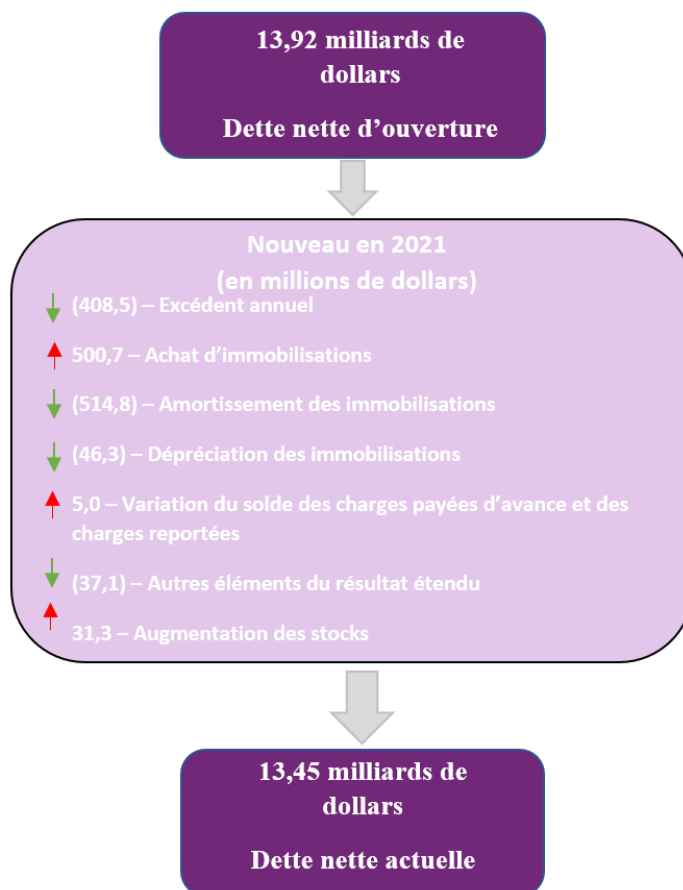 13,92 milliards de
dollars
Dette nette d’ouverture
Nouveau en 2021
(en millions de dollars)
(408,5) – Excédent annuel
500,7 – Achat d’immobilisations
(514,8) – Amortissement des immobilisations
(46,3) – Dépréciation des immobilisations
5,0 – Variation du solde des charges payées d’avance et des
charges reportées
(37,1) – Autres éléments du résultat étendu
31,3 – Augmentation des stocks
13,45 milliards de
dollars
Dette nette actuelle